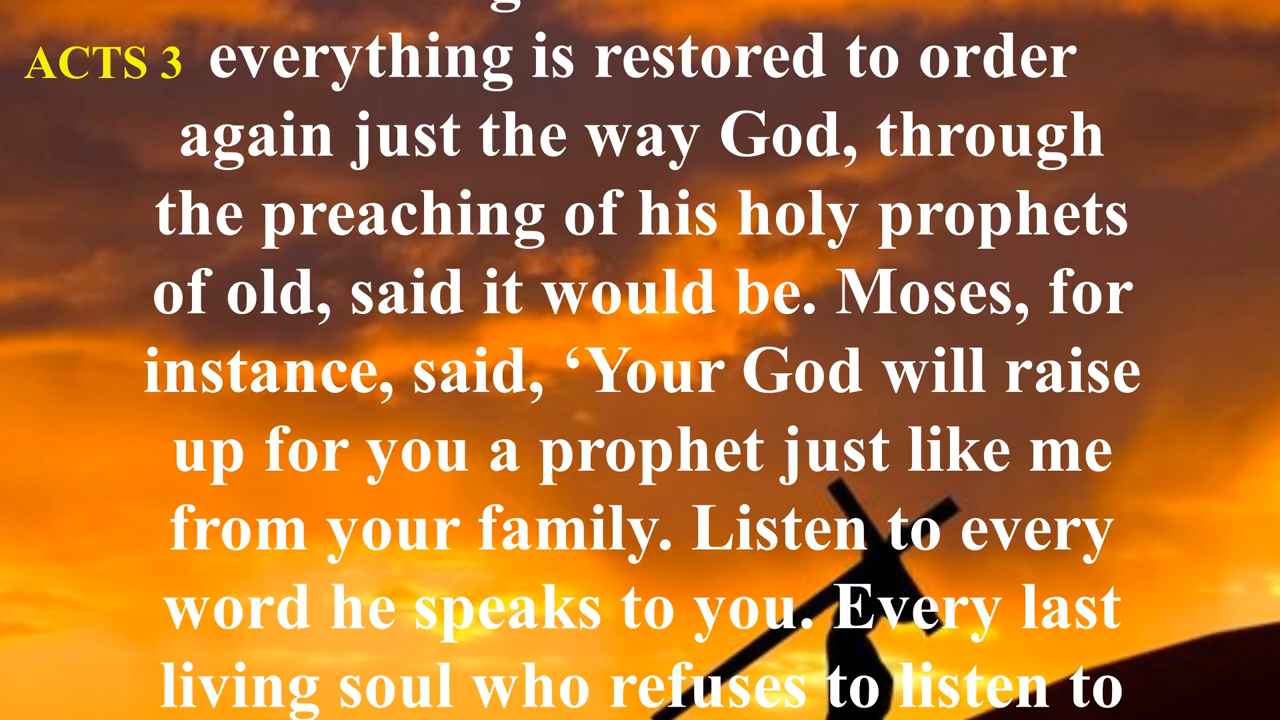 ACTS 3 everything is restored to order
again just the way God, through
the preaching of his holy prophets
of old, said it would be. Moses, for
instance, said, ‘Your God will raise
up for you a prophet just like me
from your family. Listen to every
word he speaks to you. Every last
living soul who refuses to listen to